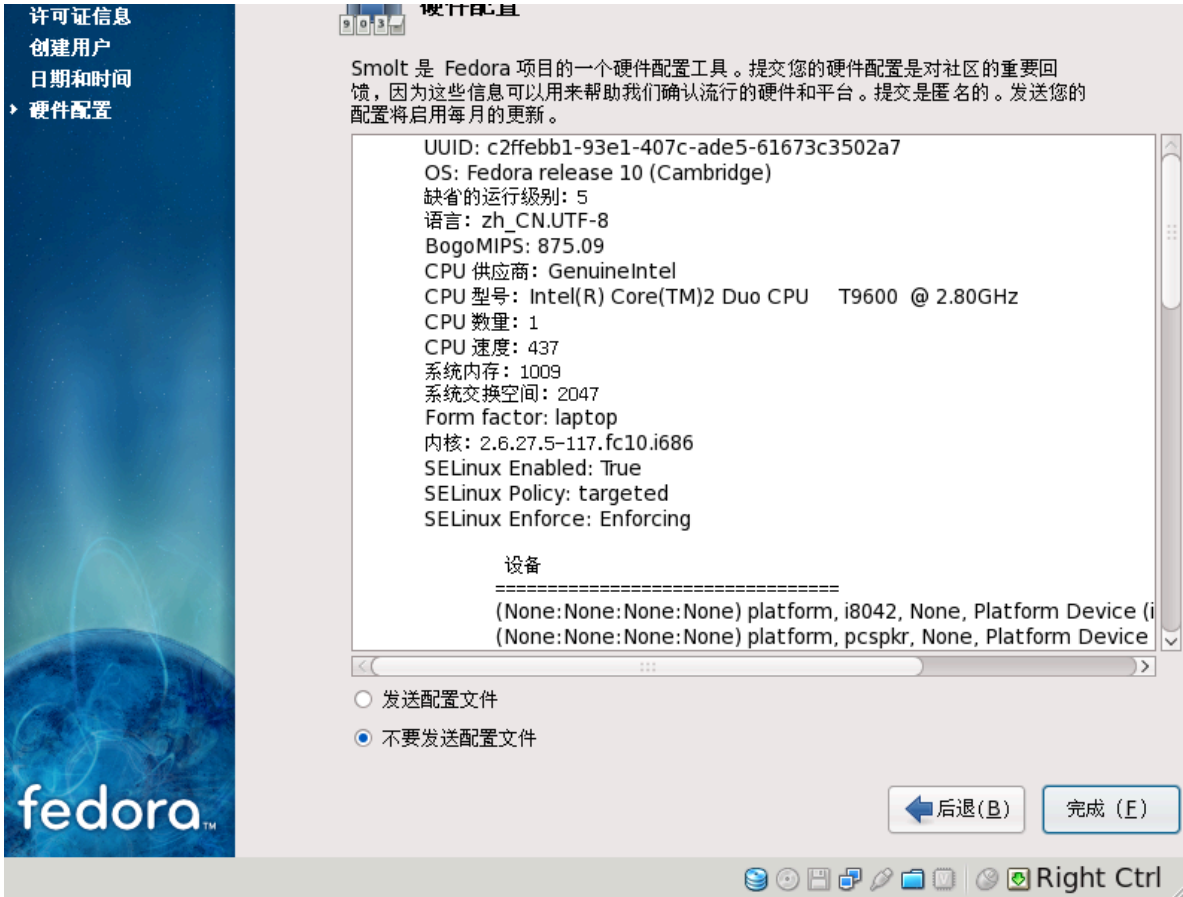 许可证信息
创建用户
日期和时间
硬件配置
硬件配置
Smolt 是 Fedora 项目的一个硬件配置工具。提交您的硬件配置是对社区的重要回
馈，因为这些信息可以用来帮助我们确认流行的硬件和平台。提交是匿名的。发送您的
配置将启用每月的更新。
UUID: c2ffebb1-93e1-407c-ade5-61673c3502a7
OS: Fedora release 10 (Cambridge)
缺省的运行级别: 5
语言: zh_CN.UTF-8
BogoMIPS: 875.09
CPU 供应商: GenuineIntel
CPU 型号: Intel(R) Core(TM)2 Duo CPU     T9600  @ 2.80GHz
CPU 数量: 1
CPU 速度: 437
系统内存: 1009
系统交换空间: 2047
Form factor: laptop
内核: 2.6.27.5-117.fc10.i686
SELinux Enabled: True
SELinux Policy: targeted
SELinux Enforce: Enforcing
设备
=================================
(None:None:None:None) platform, i8042, None, Platform Device (i
(None:None:None:None) platform, pcspkr, None, Platform Device
发送配置文件
不要发送配置文件
后退(B)
完成 (F)
fedora™
Right Ctrl